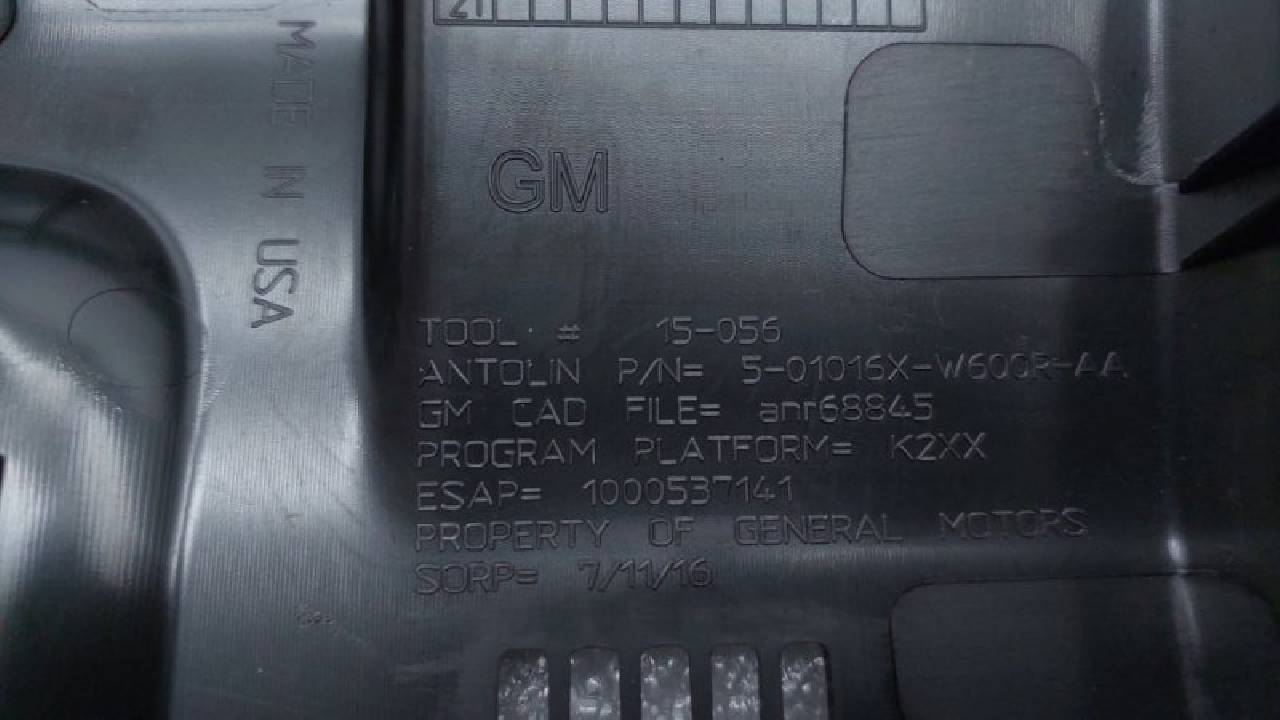 21
MADE IN USA
GM
TOOL # 15-056
ANTOLIN P/N= 5-01016X-W600R-AA
GM CAD FILE= anr68845
PROGRAM PLATFORM= K2XX
ESAP= 1000537141
PROPERTY OF GENERAL MOTORS
SORP= 7/11/16